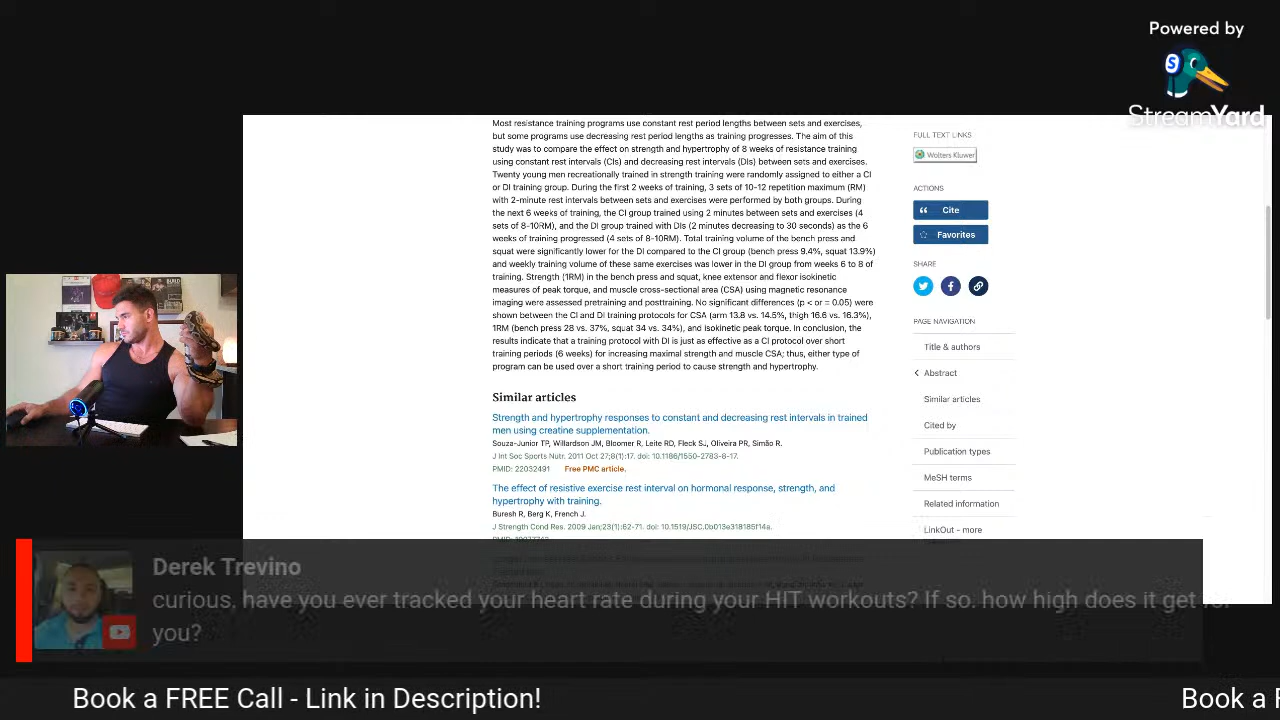 Powered by
StreamYard
Most resistance training programs use constant rest period lengths between sets and exercises,
but some programs use decreasing rest period lengths as training progresses. The aim of this
study was to compare the effect on strength and hypertrophy of 8 weeks of resistance training
using constant rest intervals (CIs) and decreasing rest intervals (DIs) between sets and exercises.
Twenty young men recreationally trained in strength training were randomly assigned to either a CI
or DI training group. During the first 2 weeks of training, 3 sets of 10-12 repetition maximum (RM)
with 2-minute rest intervals between sets and exercises were performed by both groups. During
the next 6 weeks of training, the CI group trained using 2 minutes between sets and exercises (4
sets of 8-10RM), and the DI group trained with DIs (2 minutes decreasing to 30 seconds) as the 6
weeks of training progressed (4 sets of 8-10RM). Total training volume of the bench press and
squat were significantly lower for the DI compared to the CI group (bench press 9.4%, squat 13.9%)
and weekly training volume of these same exercises was lower in the DI group from weeks 6 to 8 of
training. Strength (1RM) in the bench press and squat, knee extensor and flexor isokinetic
measures of peak torque, and muscle cross-sectional area (CSA) using magnetic resonance
imaging were assessed pretraining and posttraining. No significant differences (p < or = 0.05) were
shown between the CI and DI training protocols for CSA (arm 13.8 vs. 14.5%, thigh 16.6 vs. 16.3%),
1RM (bench press 28 vs. 37%, squat 34 vs. 34%), and isokinetic peak torque. In conclusion, the
results indicate that a training protocol with DI is just as effective as a CI protocol over short
training periods (6 weeks) for increasing maximal strength and muscle CSA; thus, either type of
program can be used over a short training period to cause strength and hypertrophy.
Similar articles
Strength and hypertrophy responses to constant and decreasing rest intervals in trained
men using creatine supplementation.
Souza-Junior TP, Willardson JM, Bloomer R, Leite RD, Fleck SJ, Oliveira PR, Simão R.
J Int Soc Sports Nutr. 2011 Oct 27;8(1):17. doi: 10.1186/1550-2783-8-17.
PMID: 22032491 Free PMC article.
The effect of resistive exercise rest interval on hormonal response, strength, and
hypertrophy with training.
Buresh R, Berg K, French J.
J Strength Cond Res. 2009 Jan;23(1):62-71. doi: 10.1519/JSC.0b013e318185f14a.
FULL TEXT LINKS
Wolters Kluwer
ACTIONS
Cite
Favorites
SHARE
PAGE NAVIGATION
Title & authors
Abstract
Similar articles
Cited by
Publication types
MeSH terms
Related information
LinkOut - more
Derek Trevino
curious. have you ever tracked your heart rate during your HIT workouts? If so. how high does it get for
you?
Book a FREE Call - Link in Description!
Book a F